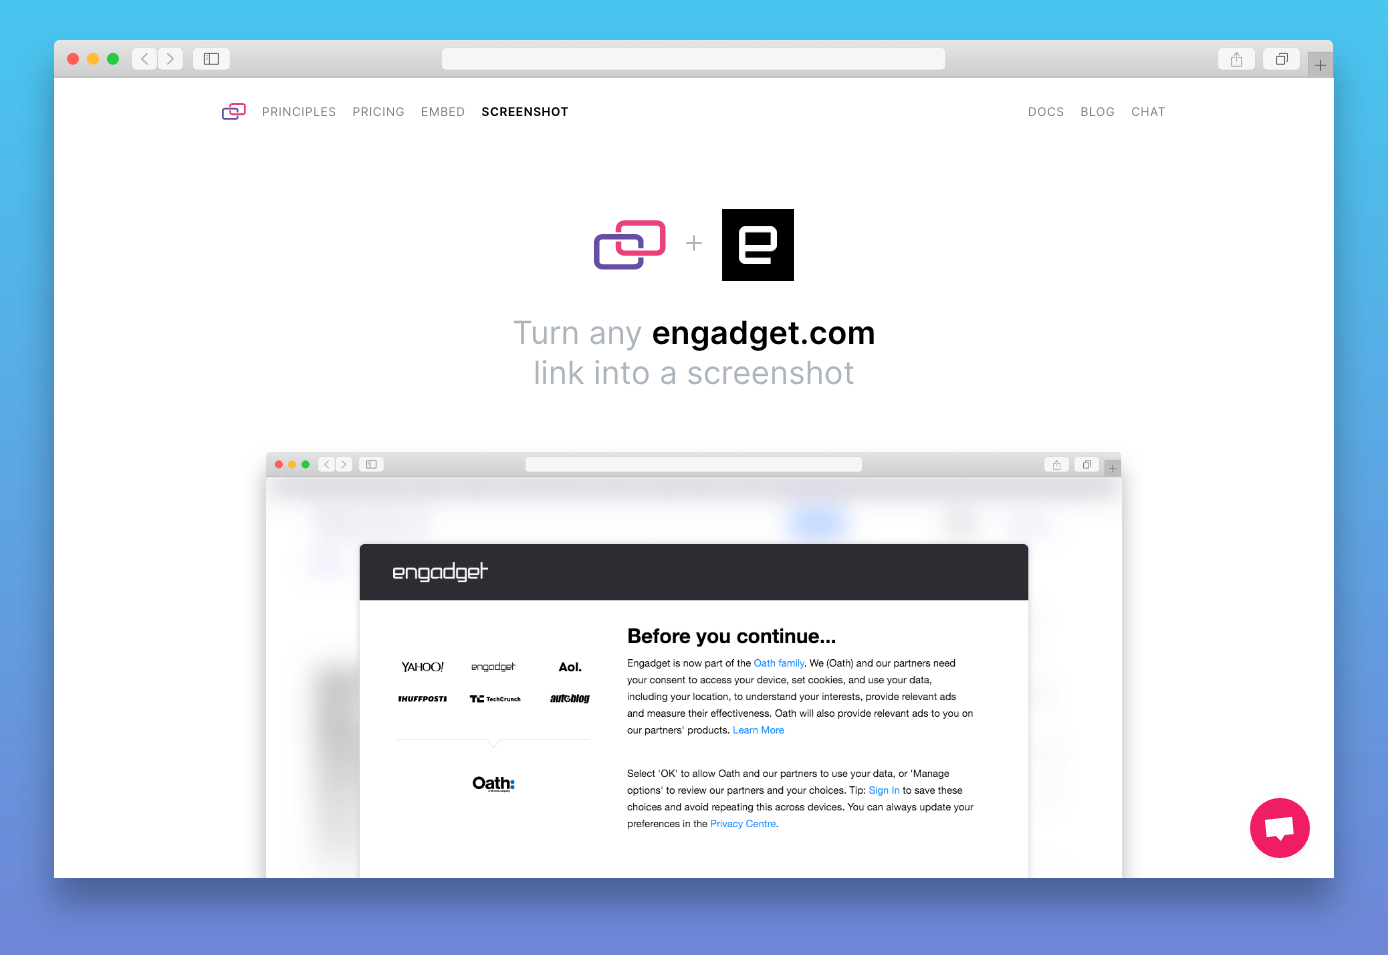 PRINCIPLES PRICING EMBED SCREENSHOT DOCS BLOG CHAT
e
Turn any engadget.com
link into a screenshot
engadget
Before you continue...
YAHOO! engadget Aol.
HUFFPOST TechCrunch autoblog
Oath:
Engadget is now part of the Oath family. We (Oath) and our partners need
your consent to access your device, set cookies, and use your data,
including your location, to understand your interests, provide relevant ads
and measure their effectiveness. Oath will also provide relevant ads to you on
our partners' products. Learn More
Select 'OK' to allow Oath and our partners to use your data, or 'Manage
options' to review our partners and your choices. Tip: Sign In to save these
choices and avoid repeating this across devices. You can always update your
preferences in the Privacy Centre.